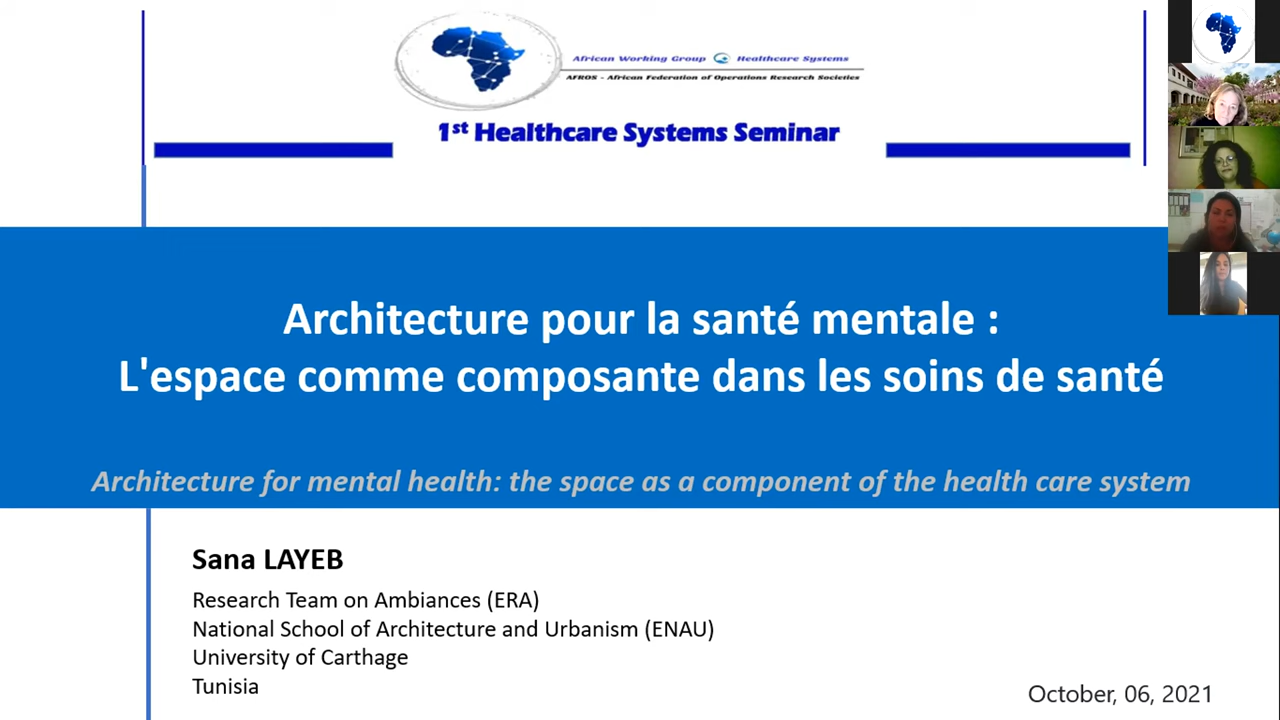 African Working Group Healthcare Systems
AFROS - African Federation of Operations Research Societies
1st Healthcare Systems Seminar
Architecture pour la santé mentale :
L'espace comme composante dans les soins de santé
Architecture for mental health: the space as a component of the health care system
Sana LAYEB
Research Team on Ambiances (ERA)
National School of Architecture and Urbanism (ENAU)
University of Carthage
Tunisia
October, 06, 2021